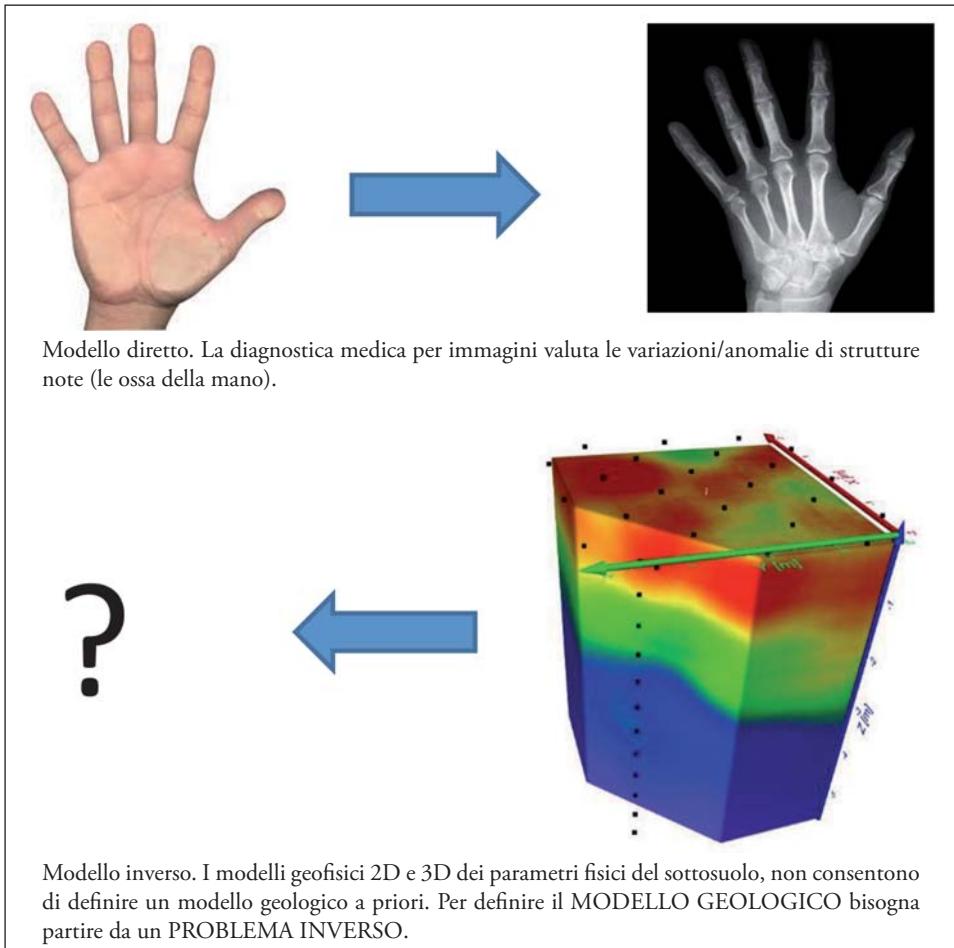 Modello diretto. La diagnostica medica per immagini valuta le variazioni/anomalie di strutture
note (le ossa della mano).
?
Modello inverso. I modelli geofisici 2D e 3D dei parametri fisici del sottosuolo, non consentono
di definire un modello geologico a priori. Per definire il MODELLO GEOLOGICO bisogna
partire da un PROBLEMA INVERSO.